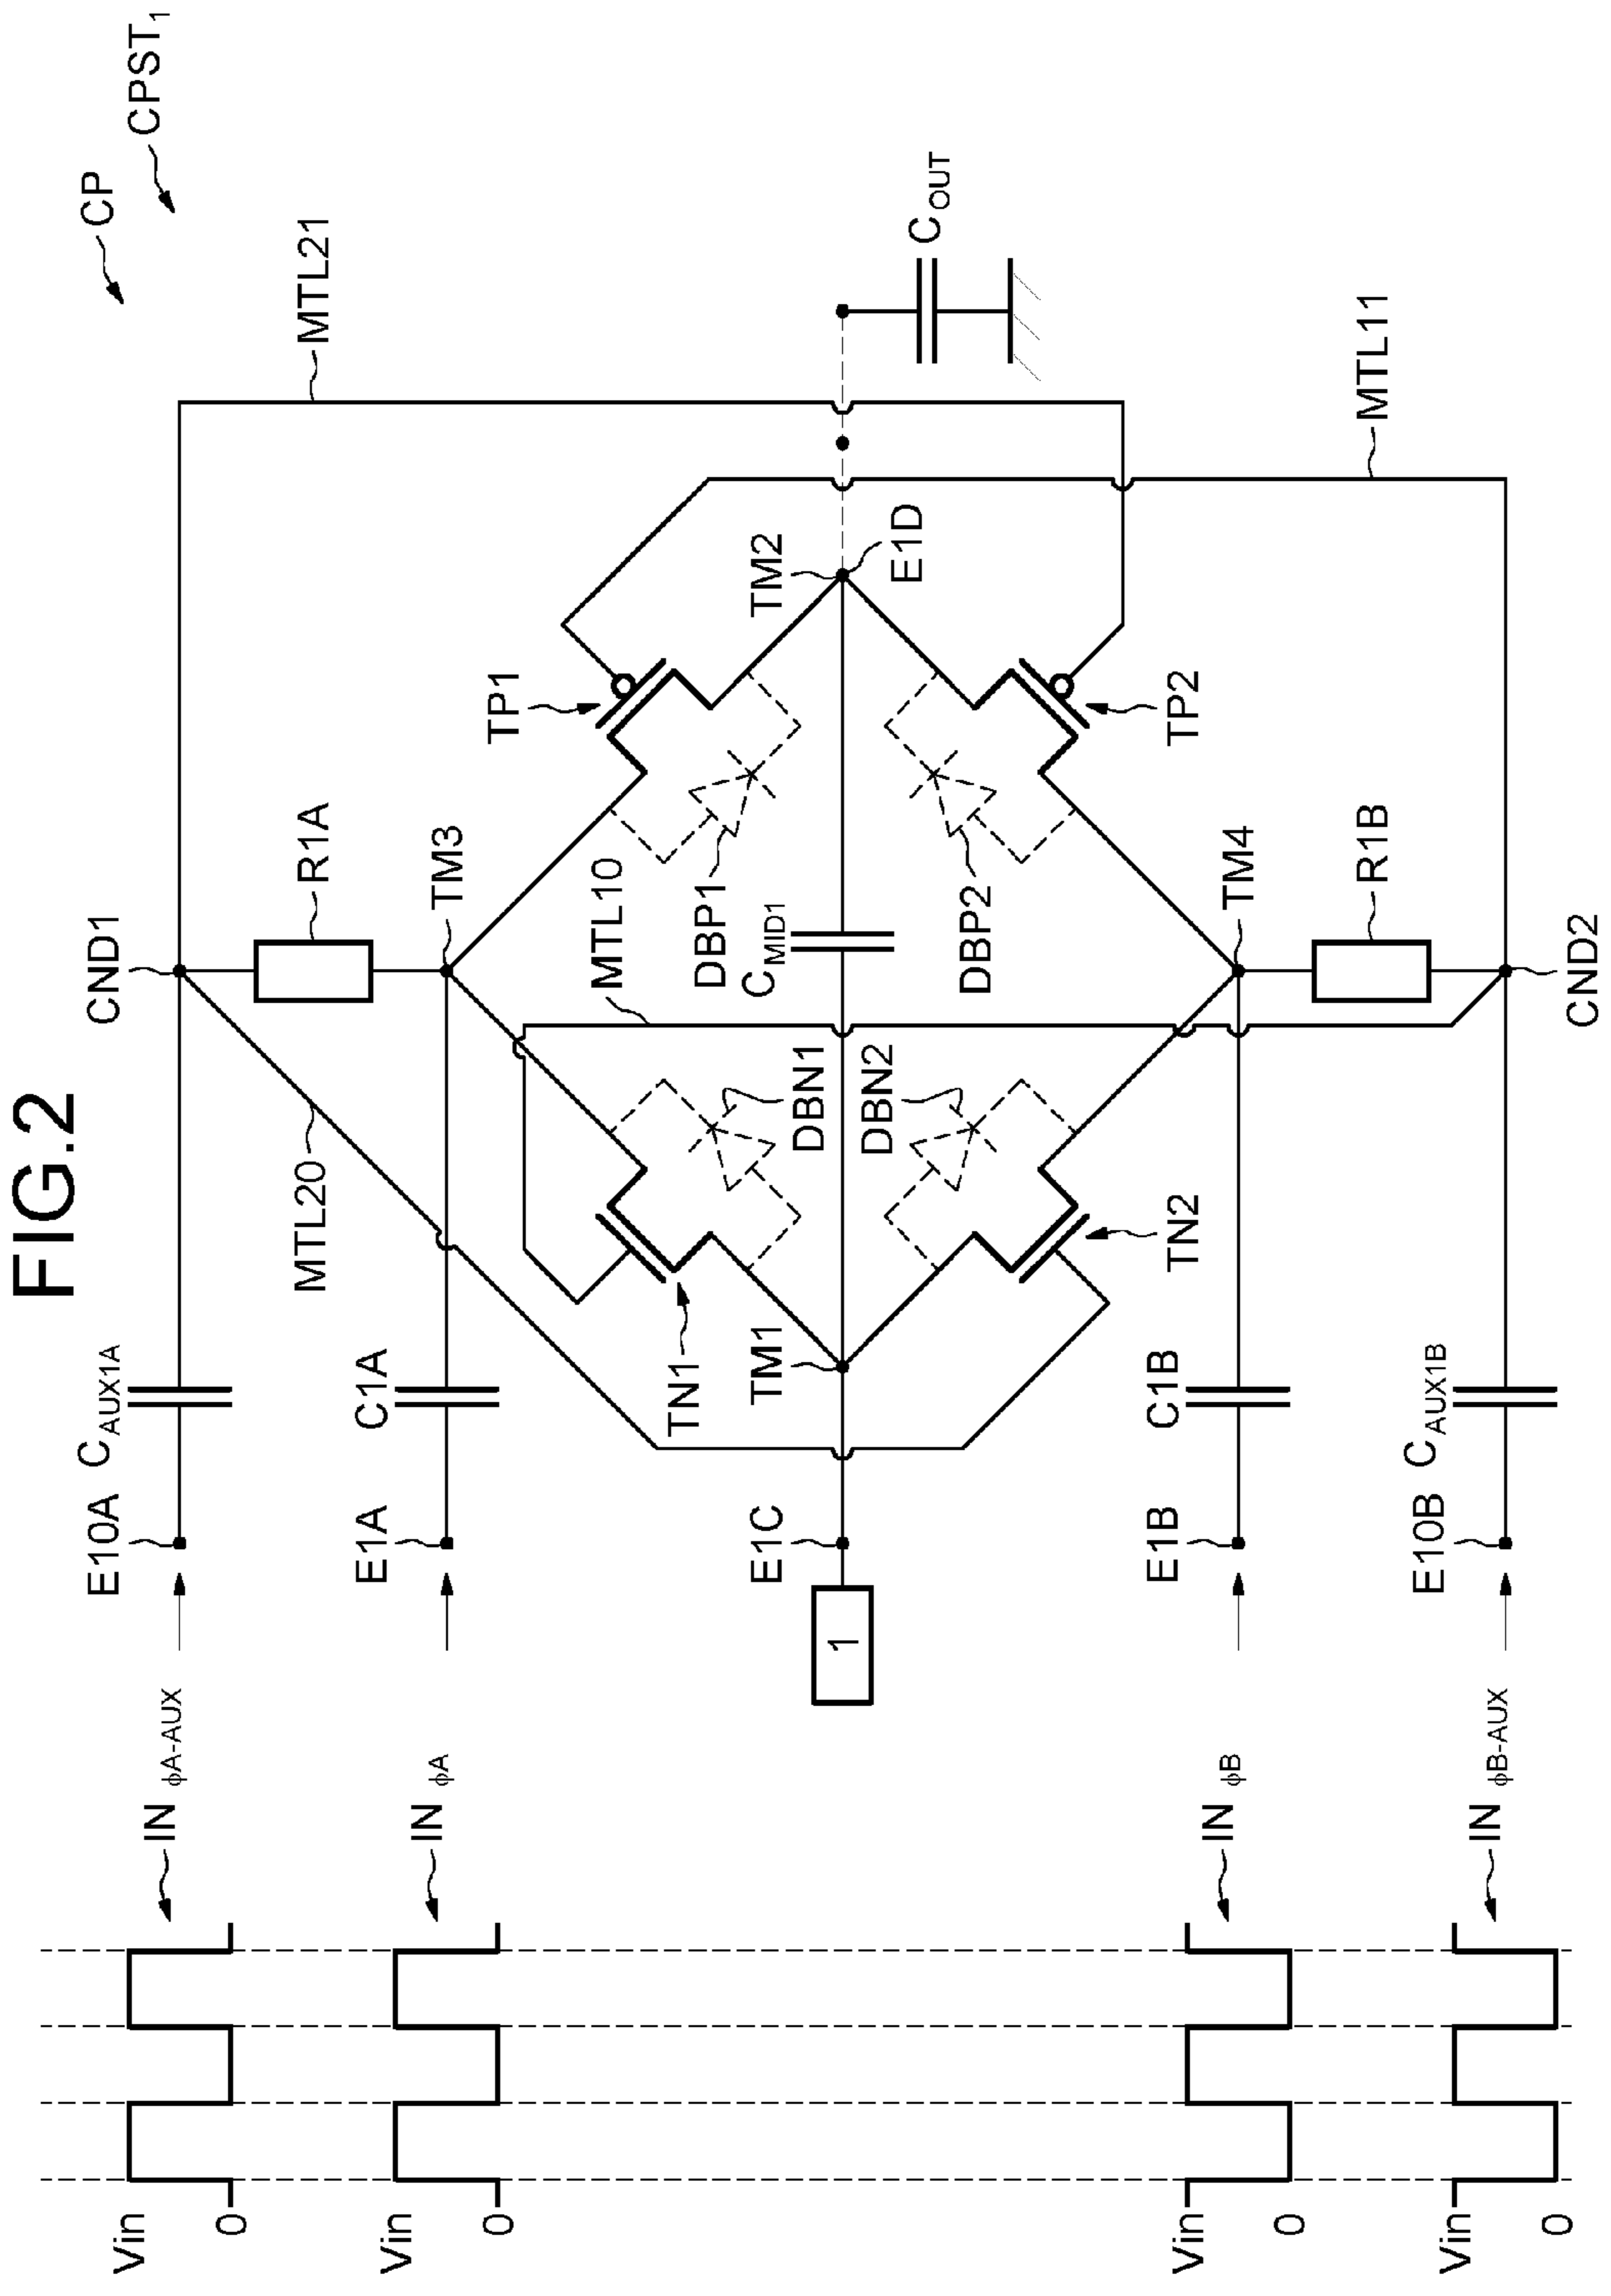 FIG.2
CP
CPST1
Vin
0
IN ϕA-AUX
E10A
CAUX1A
CND1
MTL20
R1A
MTL21
Vin
0
IN ϕA
E1A
C1A
TM3
TN1
TP1
MTL10
DBN1
DBP1
1
E1C
TM1
CMID1
TM2
E1D
COUT
DBN2
DBP2
TN2
TP2
Vin
0
IN ϕB
E1B
C1B
TM4
R1B
MTL11
Vin
0
IN ϕB-AUX
E10B
CAUX1B
CND2